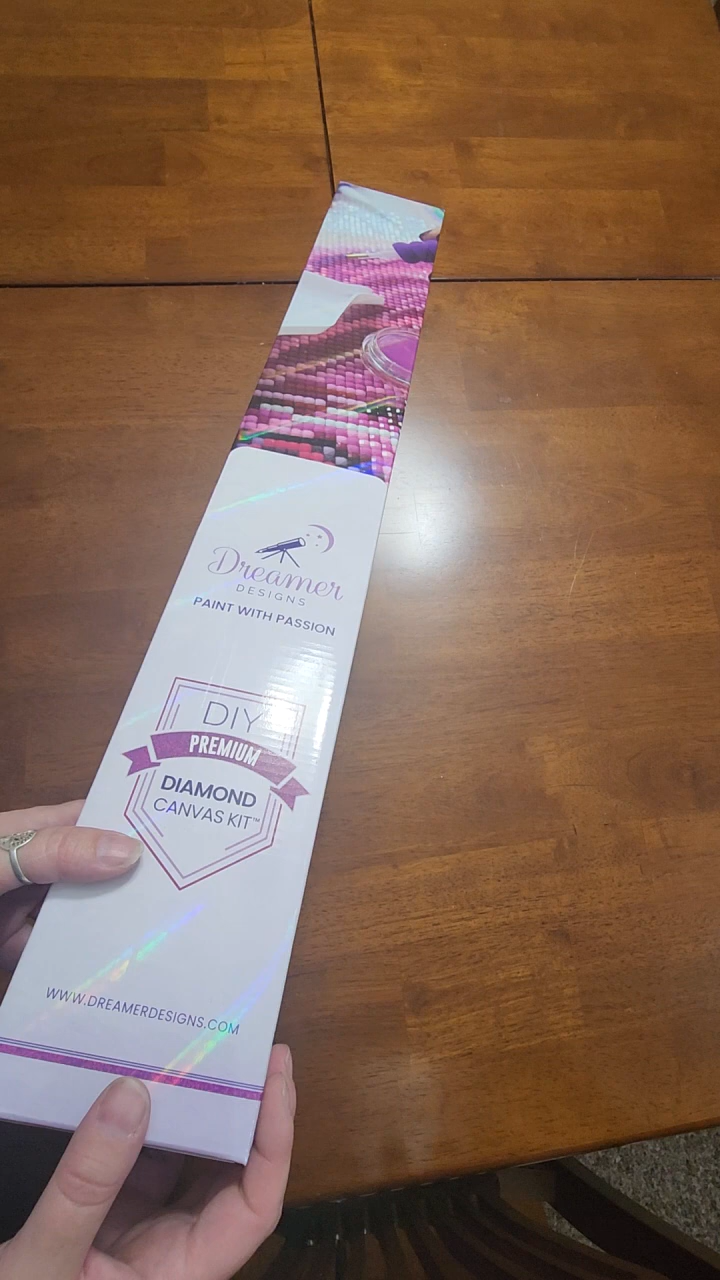 Dreamer
DESIGNS
PAINT WITH PASSION
DIY
PREMIUM
DIAMOND
CANVAS KIT™
WWW.DREAMERDESIGNS.COM